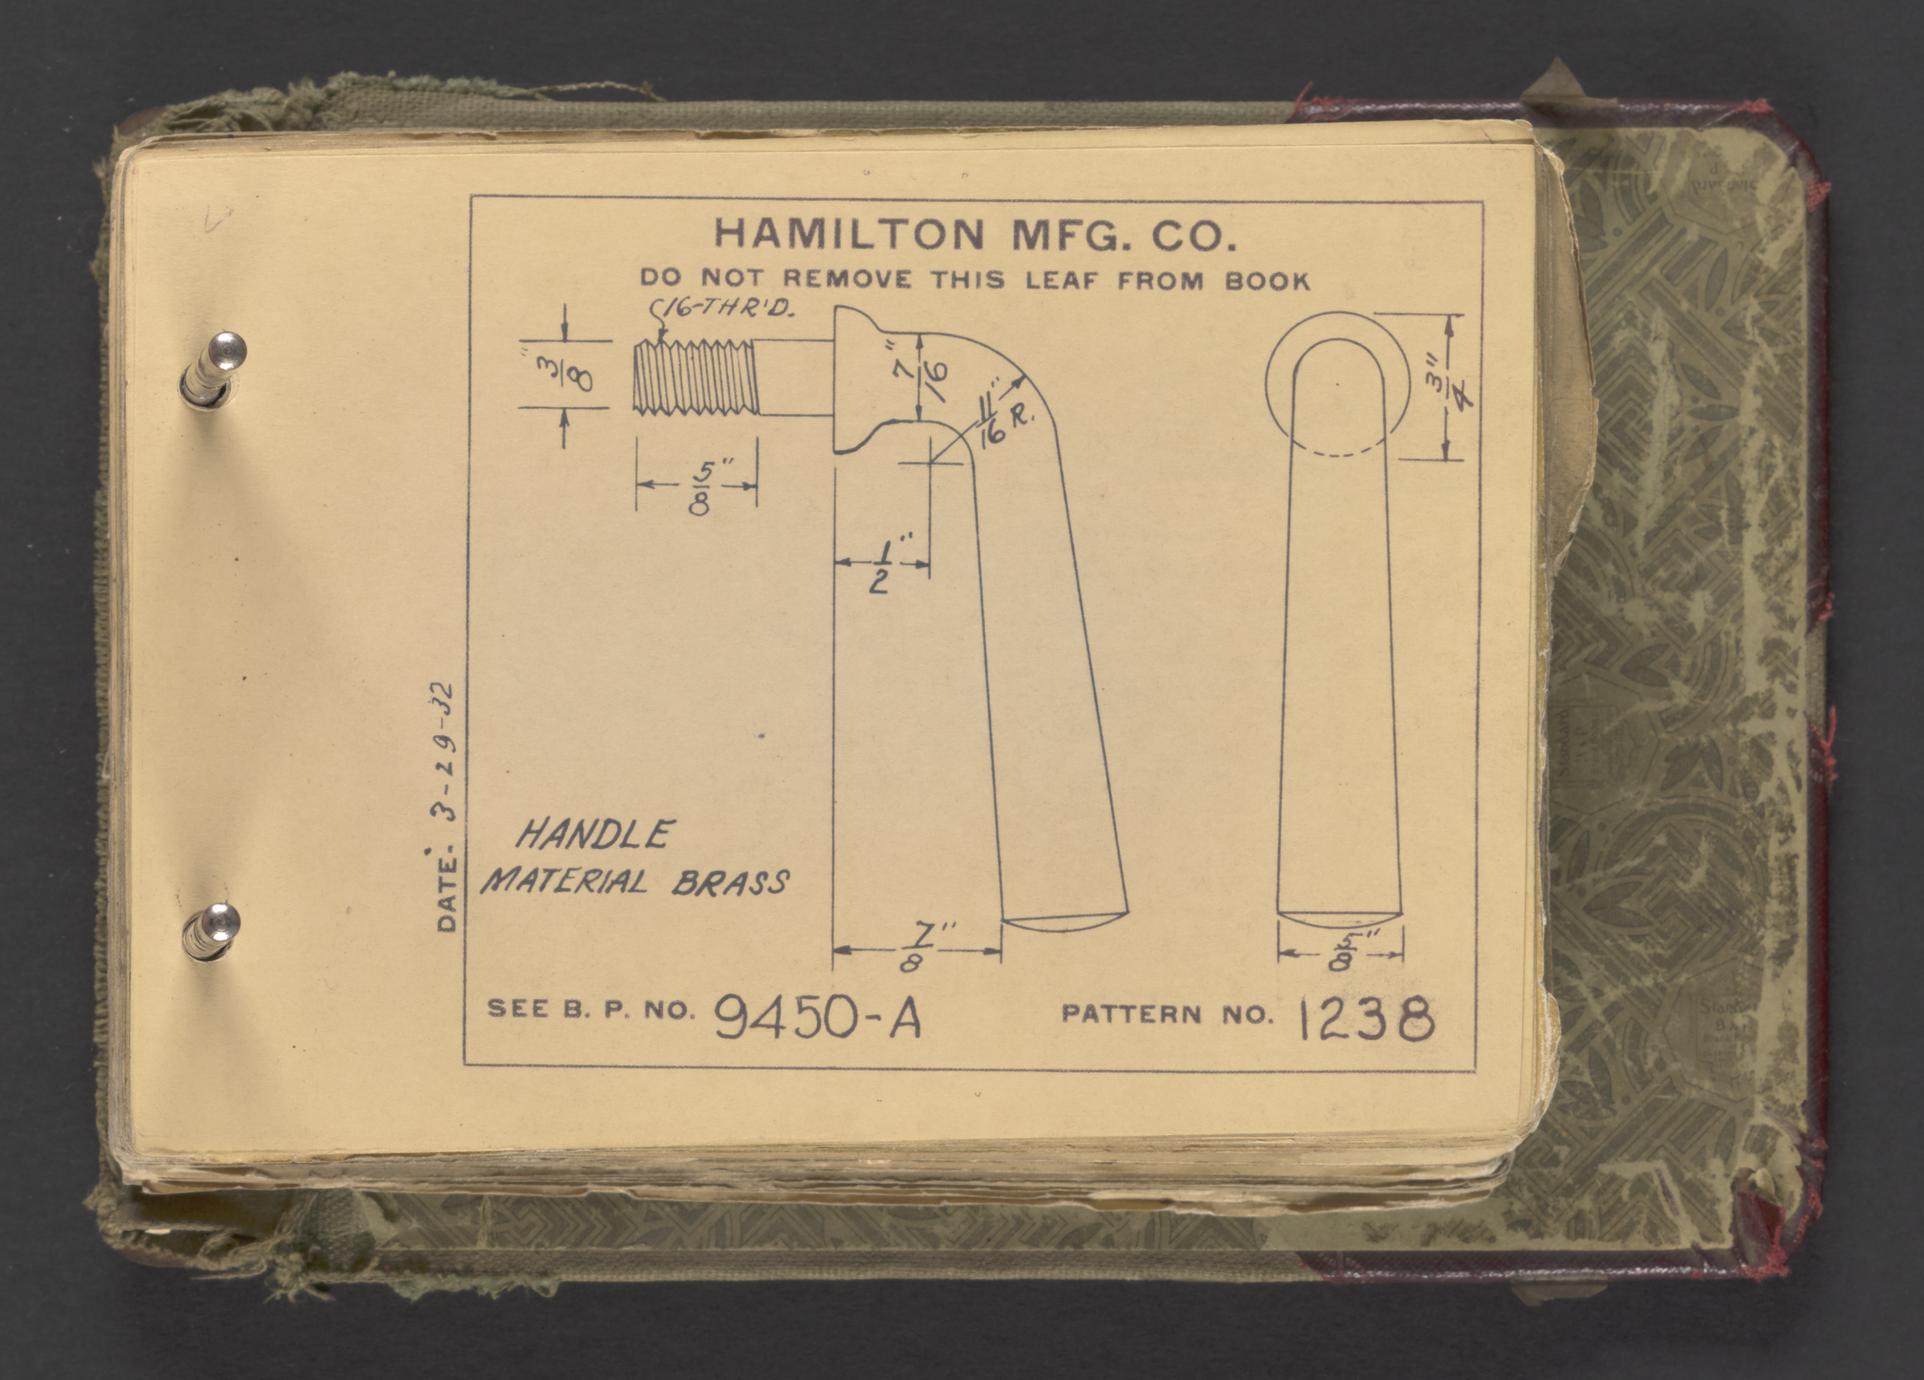 HAMILTON MFG. CO.
DO NOT REMOVE THIS LEAF FROM BOOK
16-THR'D.
3/8"
7/16"
11/16" R.
3/4"
5/8"
1/2"
DATE: 3-29-32
HANDLE
MATERIAL BRASS
7/8"
5/8"
SEE B. P. NO. 9450-A
PATTERN NO. 1238